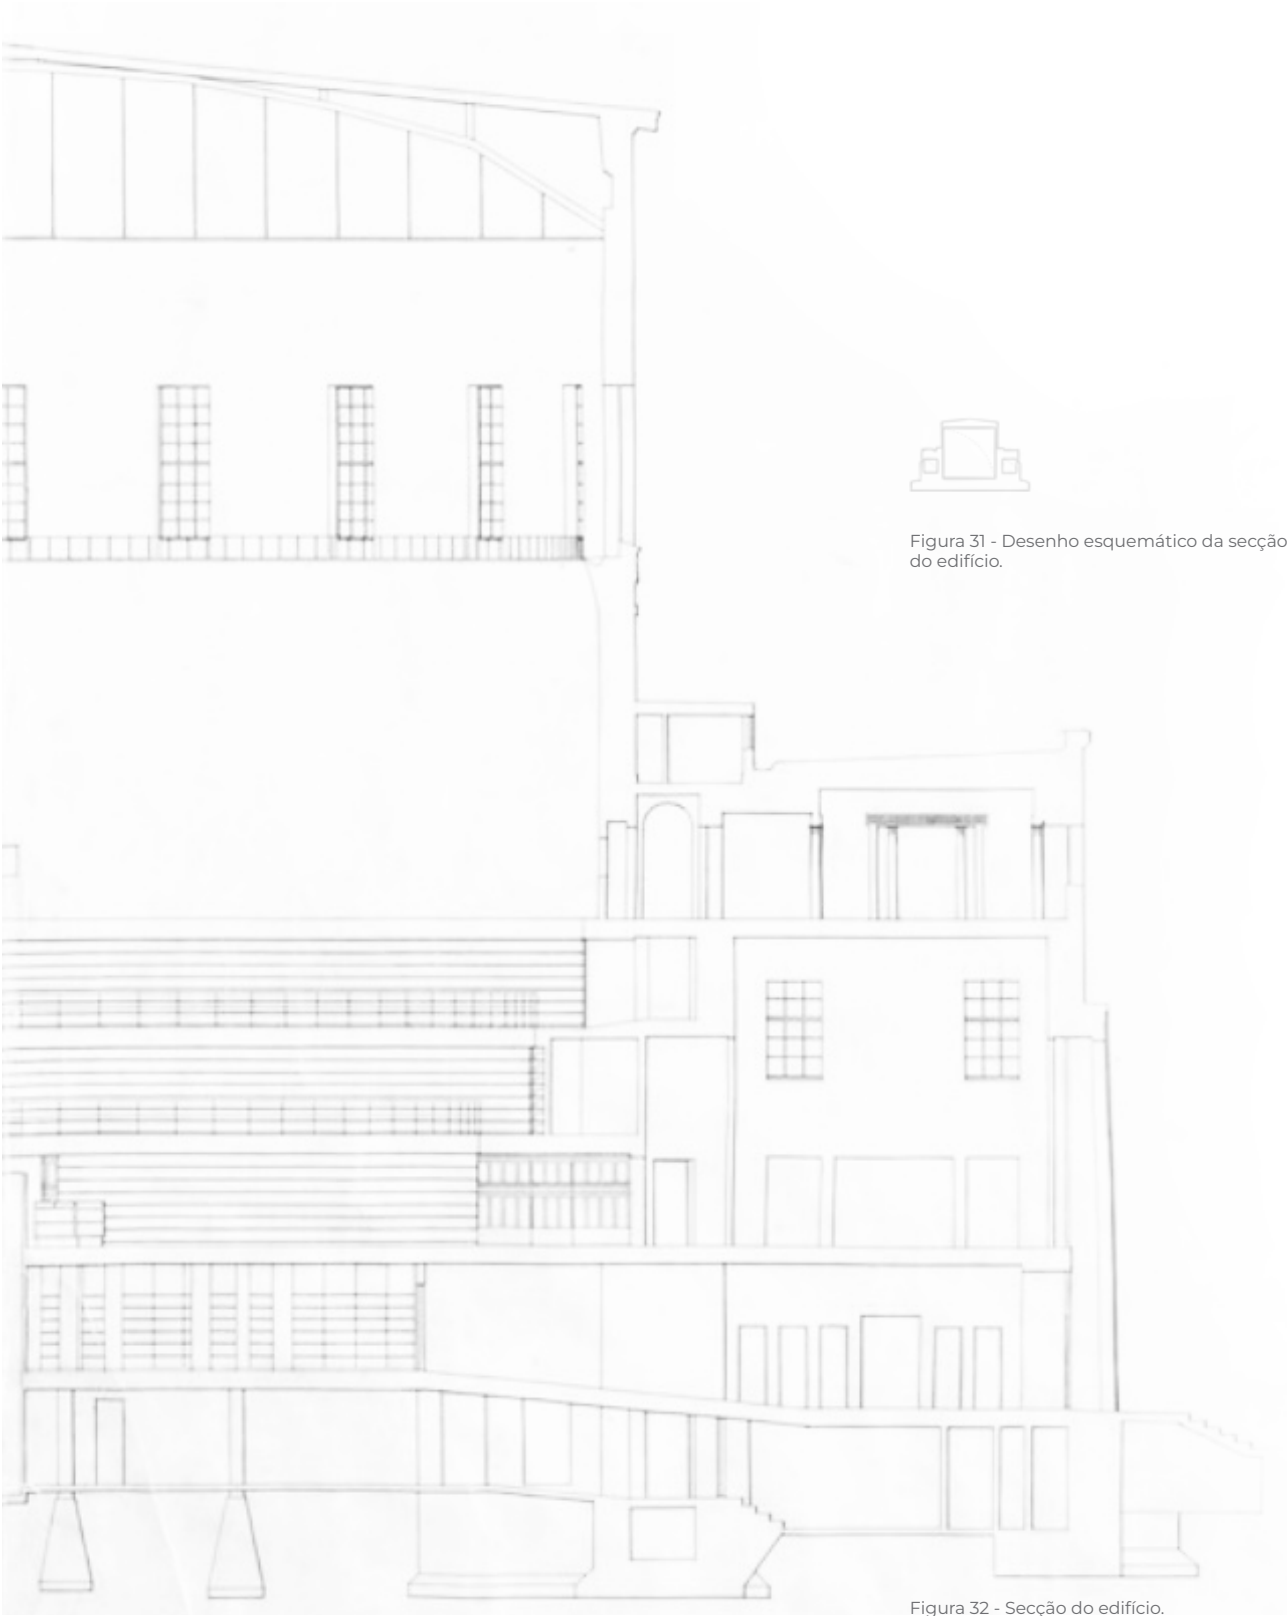 Figura 31 - Desenho esquemático da secção
do edifício.
Figura 32 - Secção do edifício.